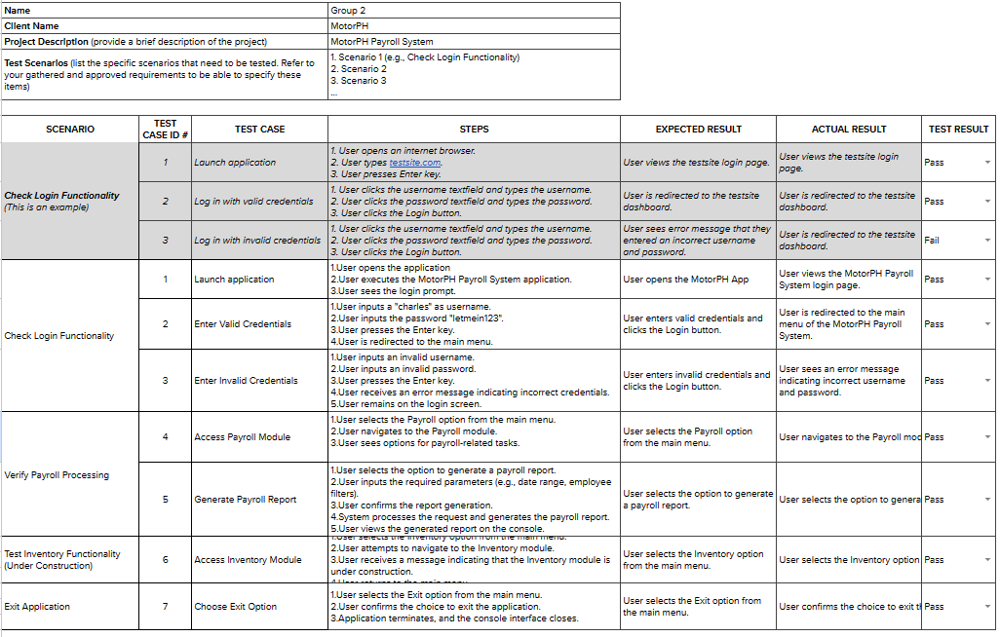 Name
Group 2
Client Name
MotorPH
Project Description (provide a brief description of the project)
MotorPH Payroll System
Test Scenarios (list the specific scenarios that need to be tested. Refer to
your gathered and approved requirements to be able to specify these
items)
1. Scenario 1 (e.g., Check Login Functionality)
2. Scenario 2
3. Scenario 3
...
SCENARIO
TEST
CASE ID #
TEST CASE
STEPS
EXPECTED RESULT
ACTUAL RESULT
TEST RESULT
Check Login Functionality
(This is an example)
1
Launch application
1. User opens an internet browser.
2. User types testsite.com.
3. User presses Enter key.
User views the testsite login page.
User views the testsite login
page.
Pass
2
Log in with valid credentials
1. User clicks the username textfield and types the username.
2. User clicks the password textfield and types the password.
3. User clicks the Login button.
User is redirected to the testsite
dashboard.
User is redirected to the testsite
dashboard.
Pass
3
Log in with invalid credentials
1. User clicks the username textfield and types the username.
2. User clicks the password textfield and types the password.
3. User clicks the Login button.
User sees error message that they
entered an incorrect username
and password.
User is redirected to the testsite
dashboard.
Fail
Check Login Functionality
1
Launch application
1.User opens the application
2.User executes the MotorPH Payroll System application.
3.User sees the login prompt.
User opens the MotorPH App
User views the MotorPH Payroll
System login page.
Pass
2
Enter Valid Credentials
1.User inputs a "charles" as username.
2.User inputs the password "letmein123".
3.User presses the Enter key.
4.User is redirected to the main menu.
User enters valid credentials and
clicks the Login button.
User is redirected to the main
menu of the MotorPH Payroll
System.
Pass
3
Enter Invalid Credentials
1.User inputs an invalid username.
2.User inputs an invalid password.
3.User presses the Enter key.
4.User receives an error message indicating incorrect credentials.
5.User remains on the login screen.
User enters invalid credentials and
clicks the Login button.
User sees an error message
indicating incorrect username
and password.
Pass
Verify Payroll Processing
4
Access Payroll Module
1.User selects the Payroll option from the main menu.
2.User navigates to the Payroll module.
3.User sees options for payroll-related tasks.
User selects the Payroll option
from the main menu.
User navigates to the Payroll mod
Pass
5
Generate Payroll Report
1.User selects the option to generate a payroll report.
2.User inputs the required parameters (e.g., date range, employee
filters).
3.User confirms the report generation.
4.System processes the request and generates the payroll report.
5.User views the generated report on the console.
User selects the option to generate
a payroll report.
User selects the option to genera
Pass
Test Inventory Functionality
(Under Construction)
6
Access Inventory Module
1.User selects the Inventory option from the main menu.
2.User attempts to navigate to the Inventory module.
3.User receives a message indicating that the Inventory module is
under construction.
4.User returns to the main menu.
User selects the Inventory option
from the main menu.
User selects the Inventory option
Pass
Exit Application
7
Choose Exit Option
1.User selects the Exit option from the main menu.
2.User confirms the choice to exit the application.
3.Application terminates, and the console interface closes.
User selects the Exit option from
the main menu.
User confirms the choice to exit t
Pass